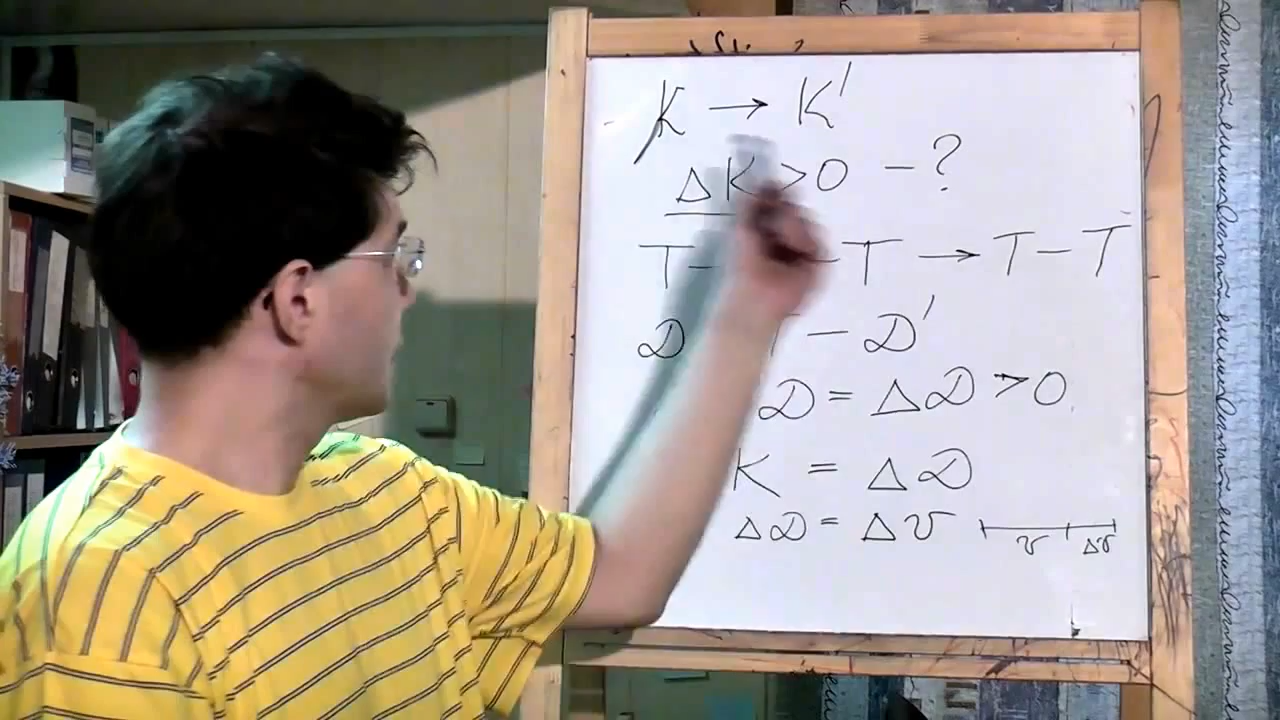 K → K'
ΔK > 0 – ?
T – – T → T – T
D T – D'
D = ΔD > 0
K = ΔD
ΔD = Δv
v Δv